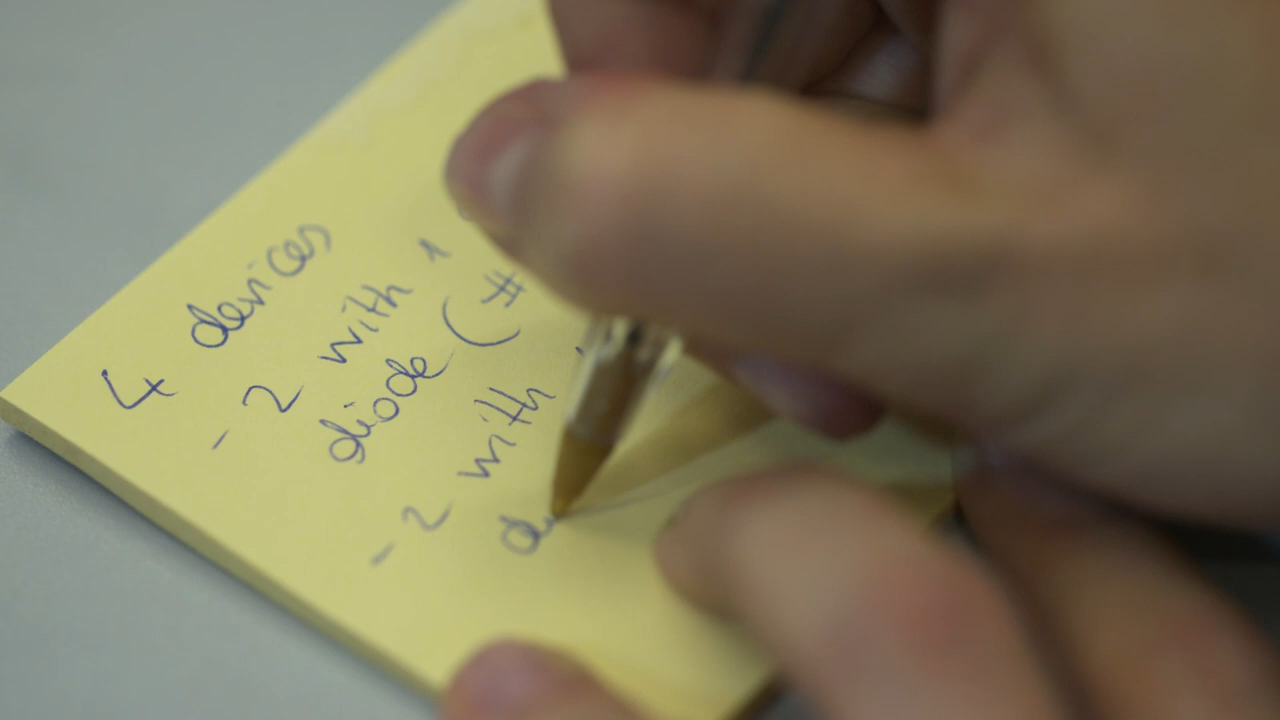 4 devices
- 2 with 1
diode (#
- 2 with
d